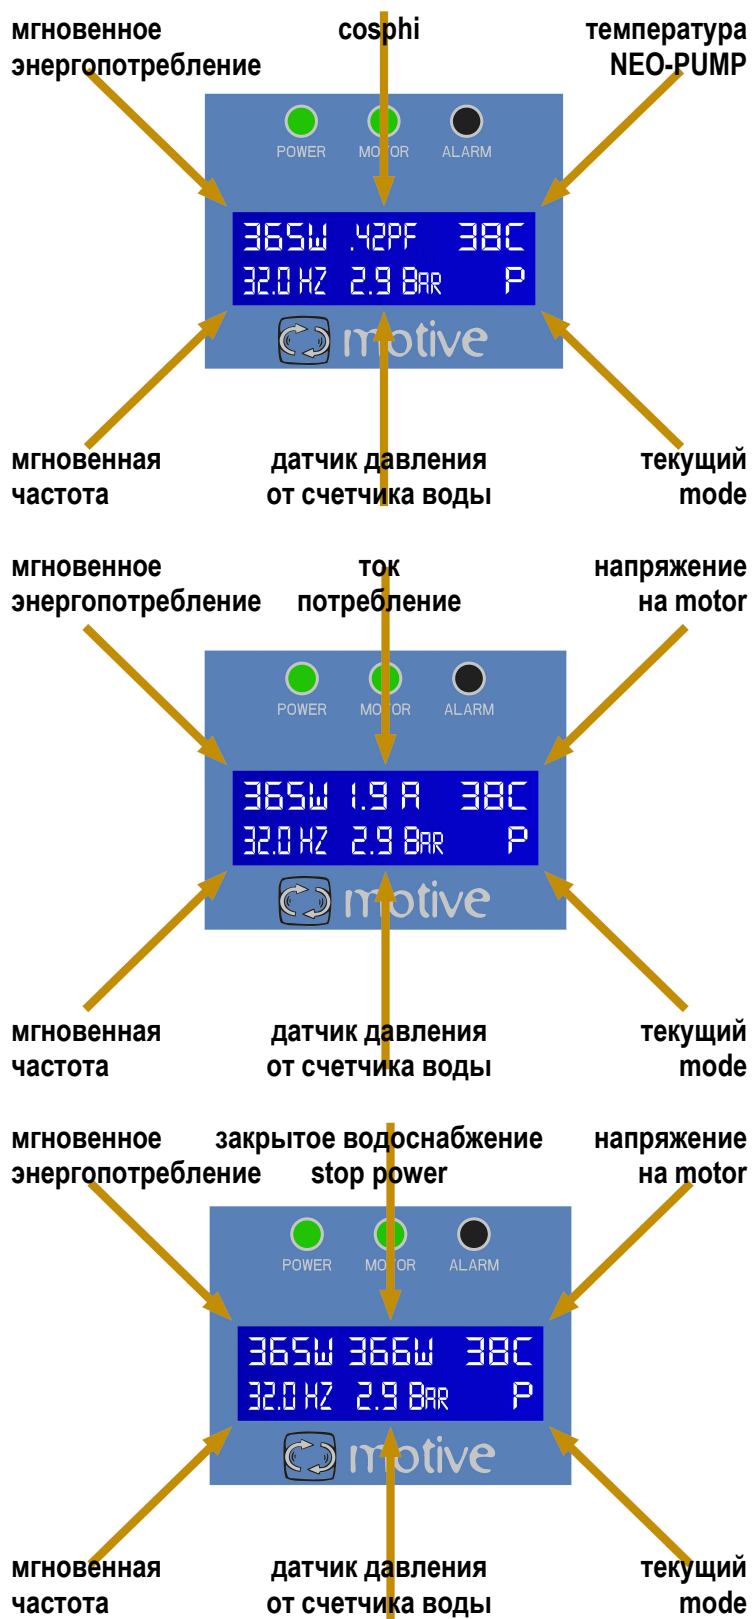 мгновенное cosphi температура
энергопотребление NEO-PUMP
POWER MOTOR ALARM
365W .42PF 38C
32.0 HZ 2.9 BAR P
motive
мгновенная датчик давления текущий
частота от счетчика воды mode
мгновенное ток напряжение
энергопотребление потребление на motor
POWER MOTOR ALARM
365W 1.9 A 38C
32.0 HZ 2.9 BAR P
motive
мгновенная датчик давления текущий
частота от счетчика воды mode
мгновенное закрытое водоснабжение напряжение
энергопотребление stop power на motor
POWER MOTOR ALARM
365W 366W 38C
32.0 HZ 2.9 BAR P
motive
мгновенная датчик давления текущий
частота от счетчика воды mode